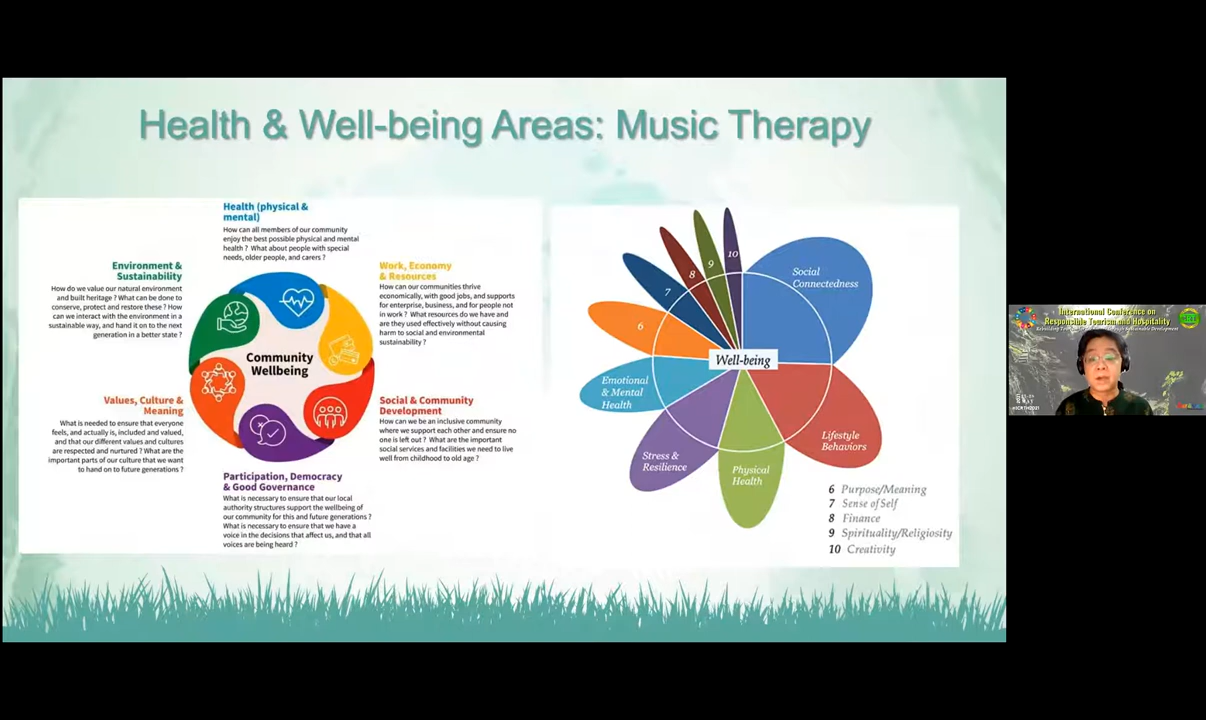 Health & Well-being Areas: Music Therapy
Health (physical &
mental)
How can all members of our community
enjoy the best possible physical and mental
health ? What about people with special
needs, older people, and carers ?
Environment &
Sustainability
How do we value our natural environment
and built heritage ? What can be done to
conserve, protect and restore these ? How
can we interact with the environment in a
sustainable way, and hand it on to the next
generation in a better state ?
Work, Economy
& Resources
How can our communities thrive
economically, with good jobs, and supports
for enterprise, business, and for people not
in work ? What resources do we have and
are they used effectively without causing
harm to social and environmental
sustainability ?
Community
Wellbeing
Values, Culture &
Meaning
What is needed to ensure that everyone
feels, and actually is, included and valued,
and that our different values and cultures
are respected and nurtured ? What are the
important parts of our culture that we want
to hand on to future generations ?
Social & Community
Development
How can we be an inclusive community
where we support each other and ensure no
one is left out ? What are the important
social services and facilities we need to live
well from childhood to old age ?
Participation, Democracy
& Good Governance
What is necessary to ensure that our local
authority structures support the wellbeing of
our community for this and future generations ?
What is necessary to ensure that we have a
voice in the decisions that affect us, and that all
voices are being heard ?
Social
Connectedness
Lifestyle
Behaviors
Physical
Health
Stress &
Resilience
Emotional
& Mental
Health
6
7
8
9
10
Well-being
6 Purpose/Meaning
7 Sense of Self
8 Finance
9 Spirituality/Religiosity
10 Creativity
International Conference on
Responsible Tourism and Hospitality